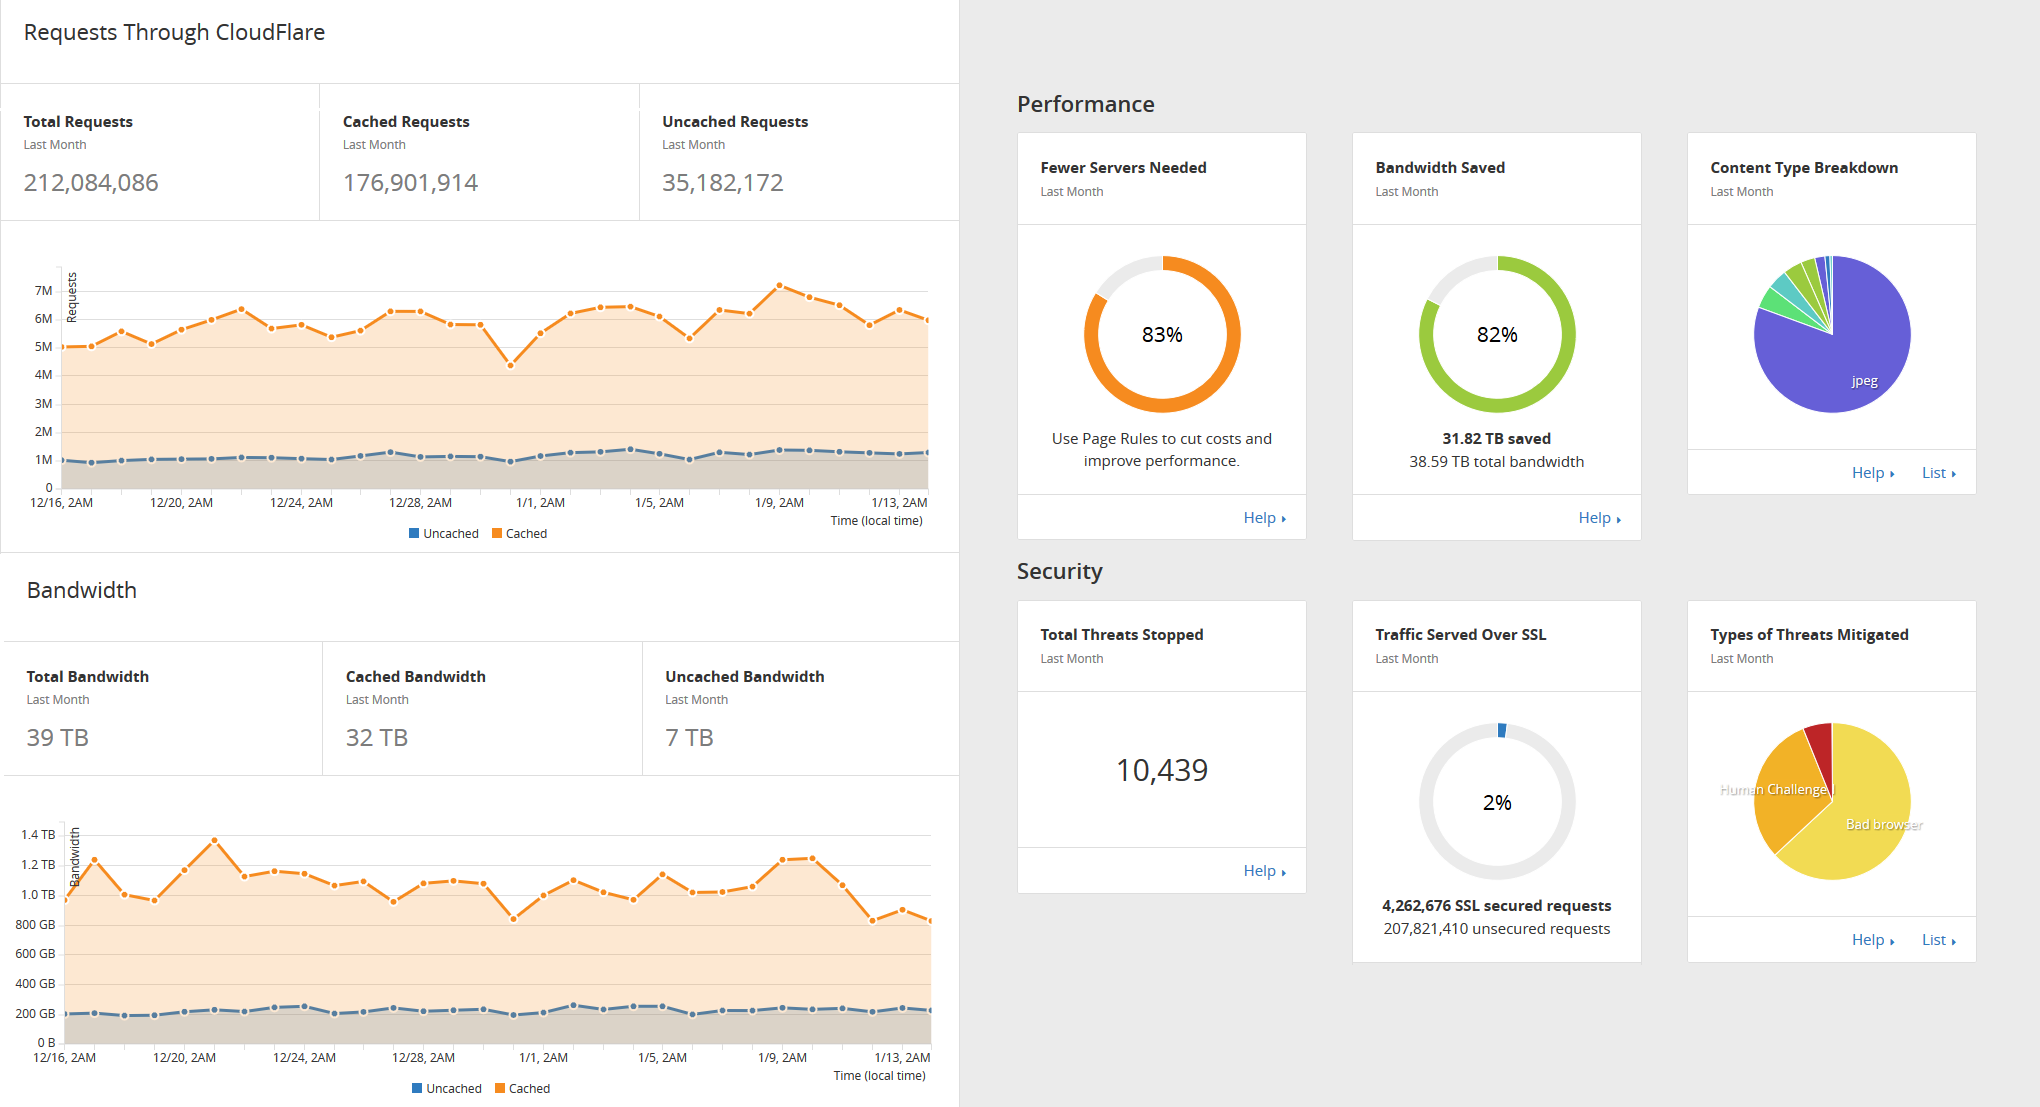 Requests Through CloudFlare
Total Requests
Last Month
212,084,086
Cached Requests
Last Month
176,901,914
Uncached Requests
Last Month
35,182,172
Requests
7M
6M
5M
4M
3M
2M
1M
0
12/16, 2AM 12/20, 2AM 12/24, 2AM 12/28, 2AM 1/1, 2AM 1/5, 2AM 1/9, 2AM 1/13, 2AM
Time (local time)
Uncached Cached
Bandwidth
Total Bandwidth
Last Month
39 TB
Cached Bandwidth
Last Month
32 TB
Uncached Bandwidth
Last Month
7 TB
Bandwidth
1.4 TB
1.2 TB
1.0 TB
800 GB
600 GB
400 GB
200 GB
0 B
12/16, 2AM 12/20, 2AM 12/24, 2AM 12/28, 2AM 1/1, 2AM 1/5, 2AM 1/9, 2AM 1/13, 2AM
Time (local time)
Uncached Cached
Performance
Fewer Servers Needed
Last Month
83%
Use Page Rules to cut costs and
improve performance.
Help
Bandwidth Saved
Last Month
82%
31.82 TB saved
38.59 TB total bandwidth
Help
Content Type Breakdown
Last Month
jpeg
Help List
Security
Total Threats Stopped
Last Month
10,439
Help
Traffic Served Over SSL
Last Month
2%
4,262,676 SSL secured requests
207,821,410 unsecured requests
Types of Threats Mitigated
Last Month
Human Challenge
Bad browser
Help List